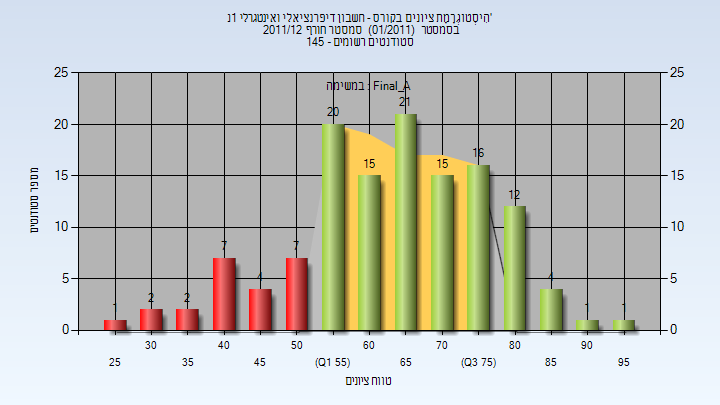 היסטוגרמת ציונים בקורס - חשבון דיפרנציאלי ואינטגרלי 1נ'
בסמסטר (01/2011) סמסטר חורף 2011/12
סטודנטים רשומים - 145
במשימה : Final_A
25 25
20 20
15 15
10 10
5 5
0 0
1 2 2 7 4 7 20 15 21 15 16 12 4 1 1
30 40 50 60 70 80 90
25 35 45 (Q1 55) 65 (Q3 75) 85 95
טווח ציונים
מספר סטודנטים